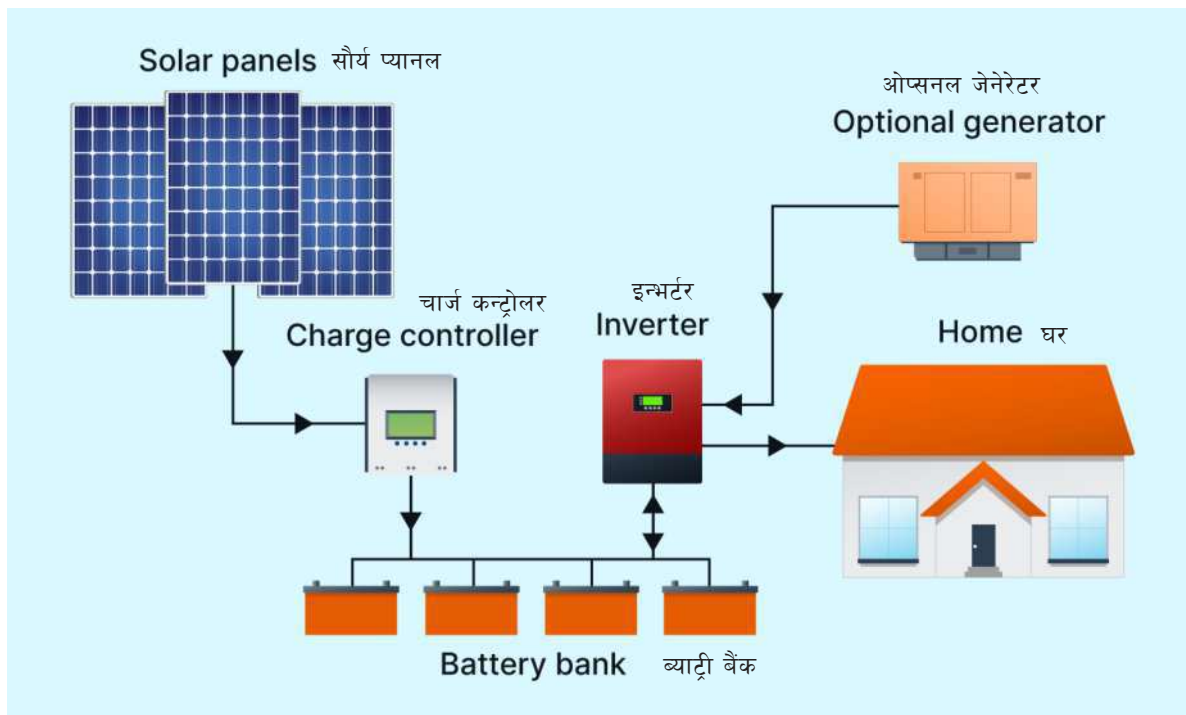 Solar panels सौर्य प्यानल
ओप्सनल जेनेरेटर
Optional generator
चार्ज कन्ट्रोलर
Charge controller
इन्भर्टर
Inverter
Home घर
Battery bank ब्याट्री बैंक